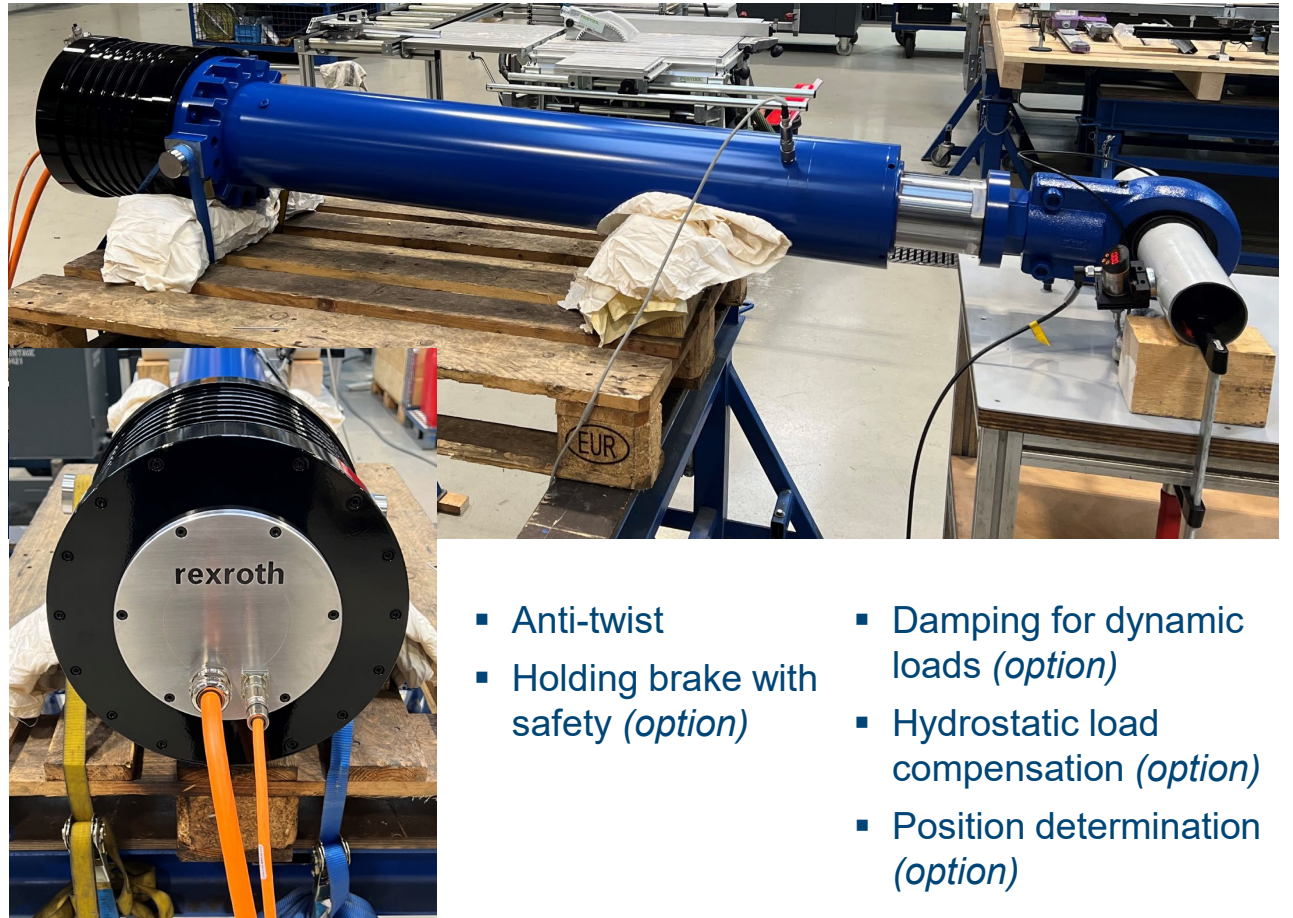 EUR
rexroth
▪ Anti-twist
▪ Holding brake with
safety (option)
▪ Damping for dynamic
loads (option)
▪ Hydrostatic load
compensation (option)
▪ Position determination
(option)